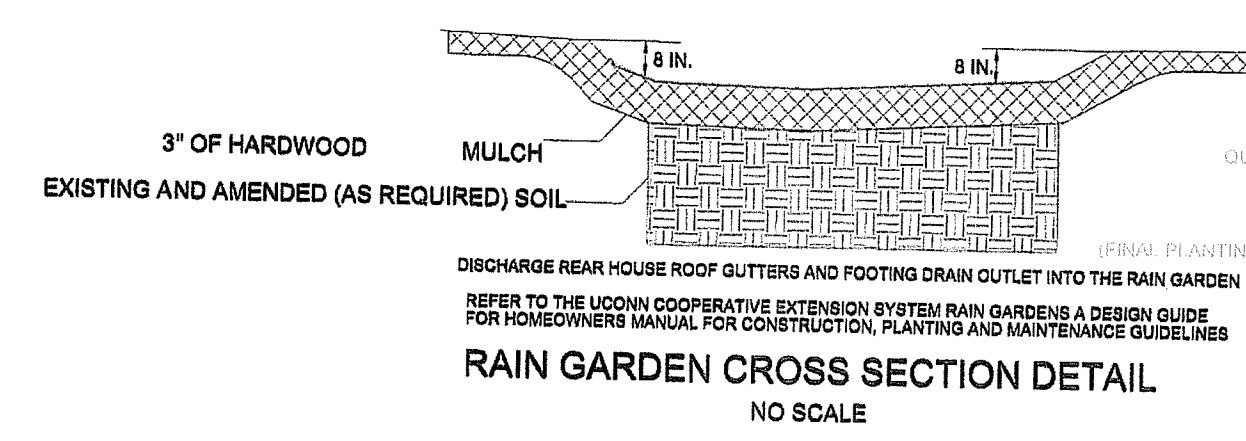 8 IN.
8 IN.
3" OF HARDWOOD MULCH
EXISTING AND AMENDED (AS REQUIRED) SOIL
(FINAL
DISCHARGE REAR HOUSE ROOF GUTTERS AND FOOTING DRAIN OUTLET INTO THE RAIN GARDEN
REFER TO THE UCONN COOPERATIVE EXTENSION SYSTEM RAIN GARDENS A DESIGN GUIDE
FOR HOMEOWNERS MANUAL FOR CONSTRUCTION, PLANTING AND MAINTENANCE GUIDELINES
RAIN GARDEN CROSS SECTION DETAIL
NO SCALE